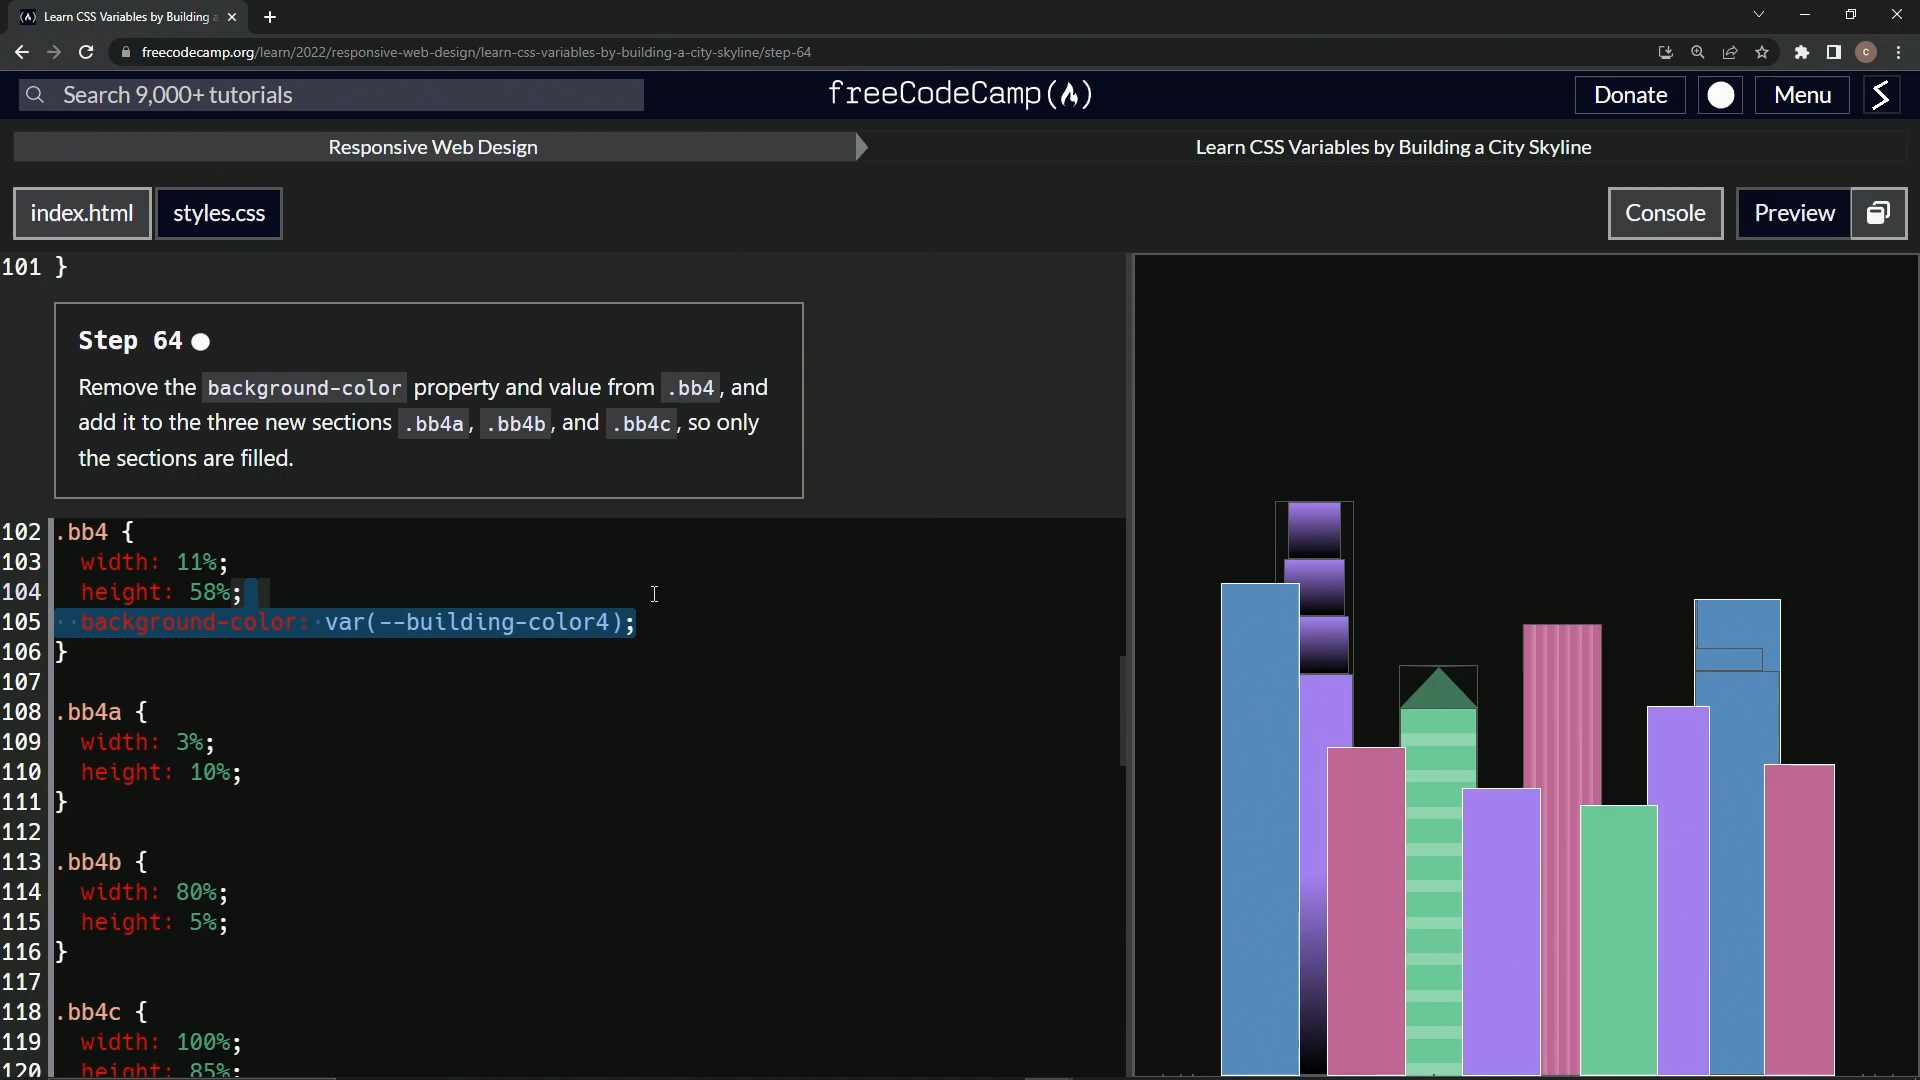 Learn CSS Variables by Building a
freecodecamp.org/learn/2022/responsive-web-design/learn-css-variables-by-building-a-city-skyline/step-64
C
Search 9,000+ tutorials
freeCodeCamp(🔥)
Donate
Menu
Responsive Web Design
Learn CSS Variables by Building a City Skyline
index.html
styles.css
Console
Preview
101 }
Step 64
Remove the background-color property and value from .bb4, and
add it to the three new sections .bb4a, .bb4b, and .bb4c, so only
the sections are filled.
102 .bb4 {
103 width: 11%;
104 height: 58%;
105 background-color: var(--building-color4);
106 }
107
108 .bb4a {
109 width: 3%;
110 height: 10%;
111 }
112
113 .bb4b {
114 width: 80%;
115 height: 5%;
116 }
117
118 .bb4c {
119 width: 100%;
120 height: 85%;